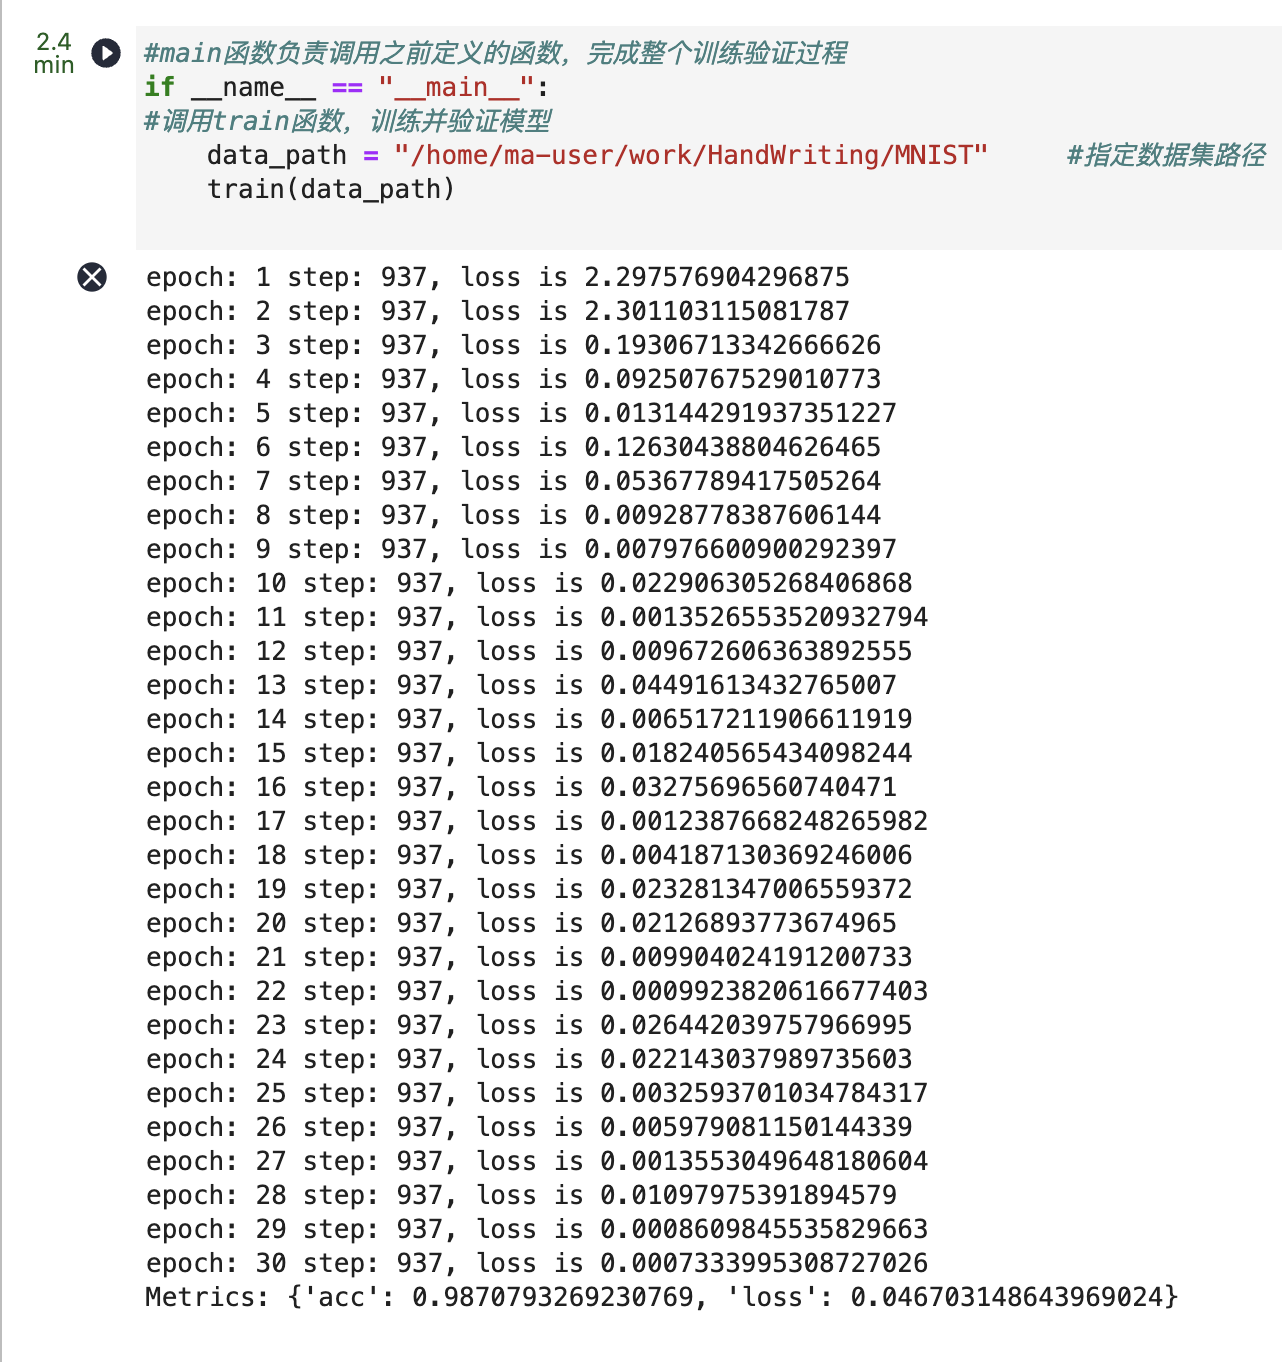 2.4
min
#main函数负责调用之前定义的函数，完成整个训练验证过程
if __name__ == "__main__":
#调用train函数，训练并验证模型
    data_path = "/home/ma-user/work/HandWriting/MNIST"     #指定数据集路径
    train(data_path)
epoch: 1 step: 937, loss is 2.297576904296875
epoch: 2 step: 937, loss is 2.301103115081787
epoch: 3 step: 937, loss is 0.19306713342666626
epoch: 4 step: 937, loss is 0.09250767529010773
epoch: 5 step: 937, loss is 0.013144291937351227
epoch: 6 step: 937, loss is 0.12630438804626465
epoch: 7 step: 937, loss is 0.05367789417505264
epoch: 8 step: 937, loss is 0.00928778387606144
epoch: 9 step: 937, loss is 0.007976600900292397
epoch: 10 step: 937, loss is 0.022906305268406868
epoch: 11 step: 937, loss is 0.0013526553520932794
epoch: 12 step: 937, loss is 0.009672606363892555
epoch: 13 step: 937, loss is 0.04491613432765007
epoch: 14 step: 937, loss is 0.006517211906611919
epoch: 15 step: 937, loss is 0.018240565434098244
epoch: 16 step: 937, loss is 0.03275696560740471
epoch: 17 step: 937, loss is 0.0012387668248265982
epoch: 18 step: 937, loss is 0.004187130369246006
epoch: 19 step: 937, loss is 0.023281347006559372
epoch: 20 step: 937, loss is 0.02126893773674965
epoch: 21 step: 937, loss is 0.009904024191200733
epoch: 22 step: 937, loss is 0.0009923820616677403
epoch: 23 step: 937, loss is 0.026442039757966995
epoch: 24 step: 937, loss is 0.022143037989735603
epoch: 25 step: 937, loss is 0.0032593701034784317
epoch: 26 step: 937, loss is 0.005979081150144339
epoch: 27 step: 937, loss is 0.0013553049648180604
epoch: 28 step: 937, loss is 0.01097975391894579
epoch: 29 step: 937, loss is 0.0008609845535829663
epoch: 30 step: 937, loss is 0.0007333995308727026
Metrics: {'acc': 0.9870793269230769, 'loss': 0.046703148643969024}